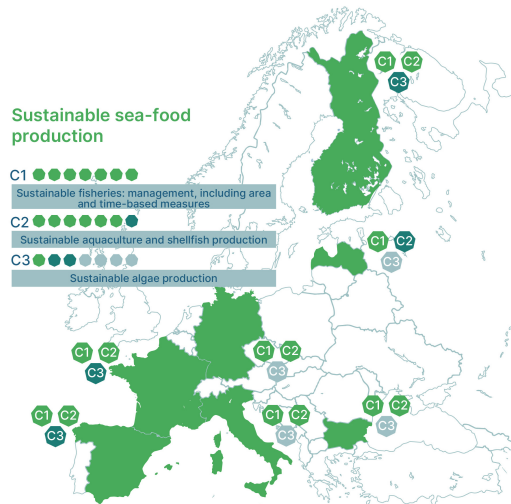 Sustainable sea-food
production
C1
Sustainable fisheries: management, including area
and time-based measures
C2
Sustainable aquaculture and shellfish production
C3
Sustainable algae production
C1 C2
C3
C1 C2
C3
C1 C2
C3
C1 C2
C3
C1 C2
C3
C1 C2
C3
C1 C2
C3